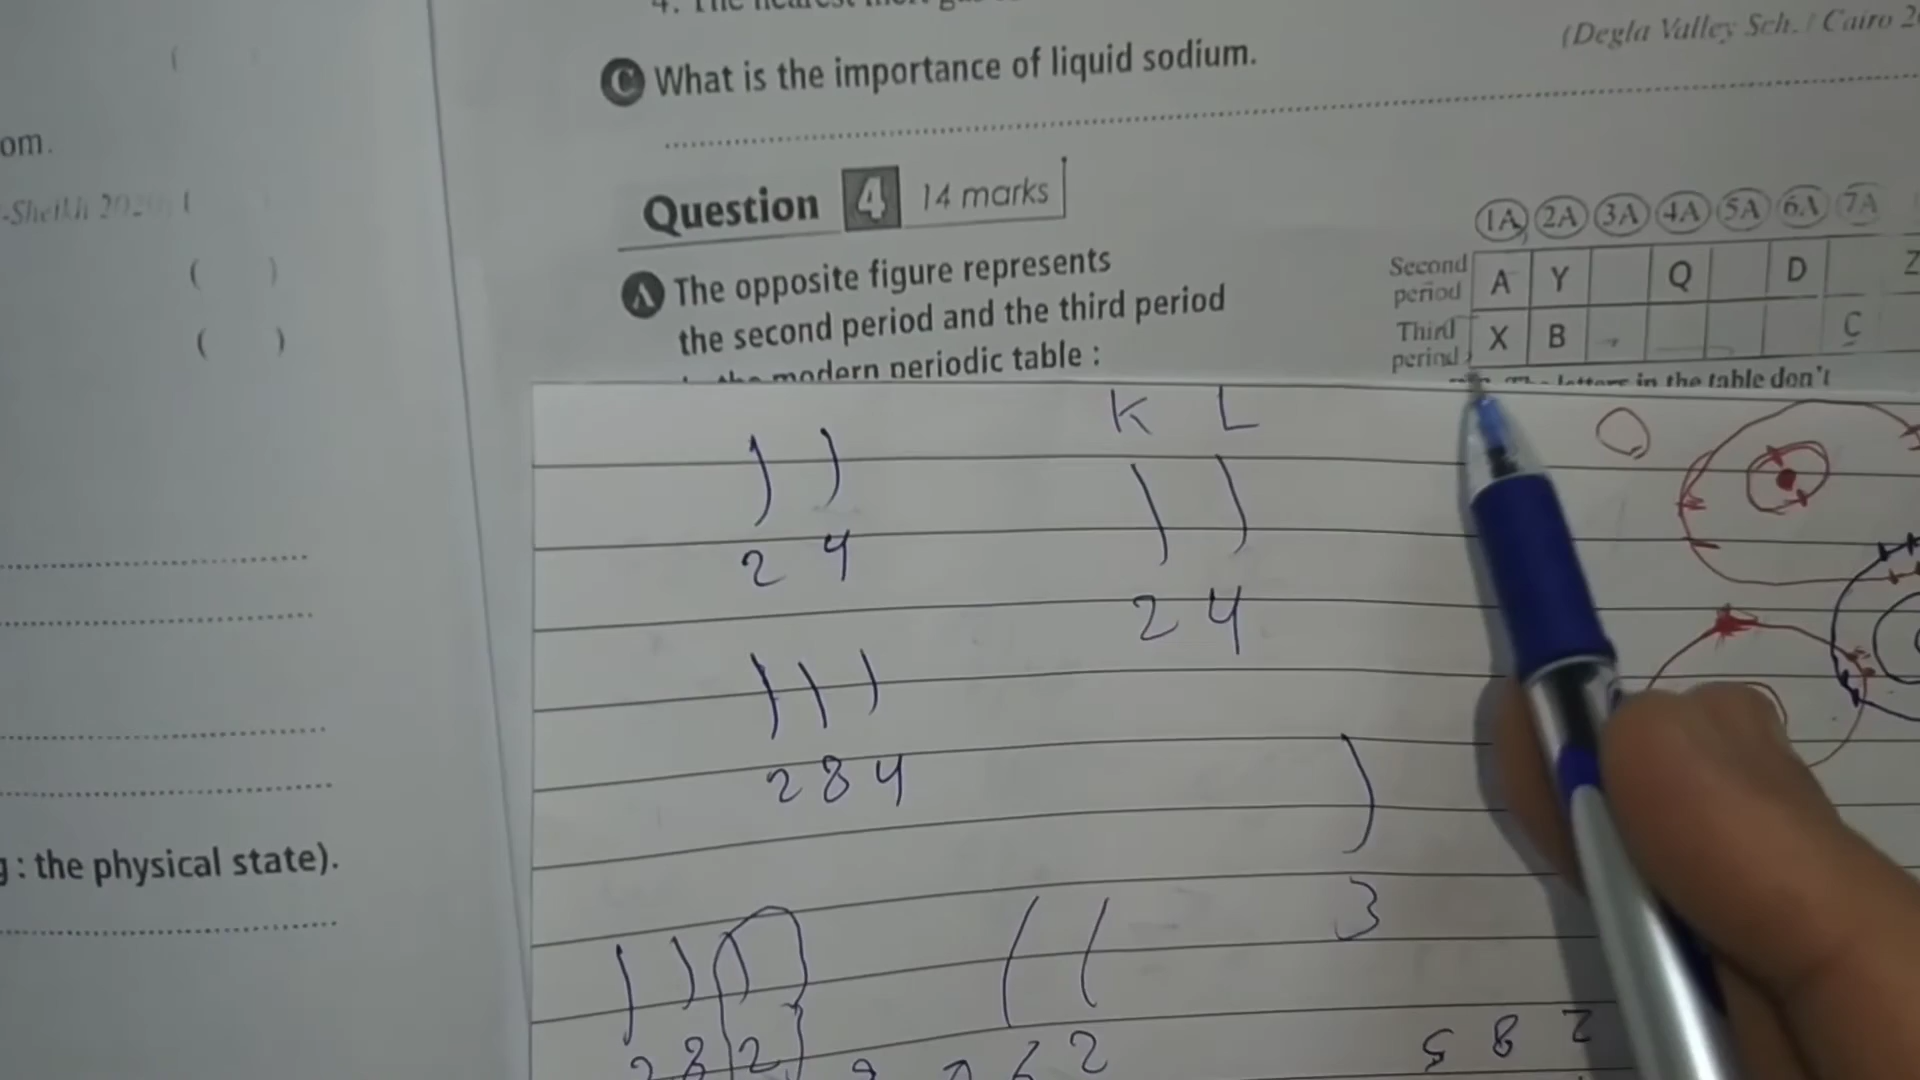 om.
( )
( )
g : the physical state).
C What is the importance of liquid sodium.
(Degla Valley Sch. / Cairo
Question 4 14 marks
A The opposite figure represents
the second period and the third period
the modern periodic table :
1A 2A 3A 4A 5A 6A 7A
Second period A Y Q D Z
Third period X B C
letters in the table don't
K L
2 4
2 4
2 8 4
3
2 8 2
2
5 8 2